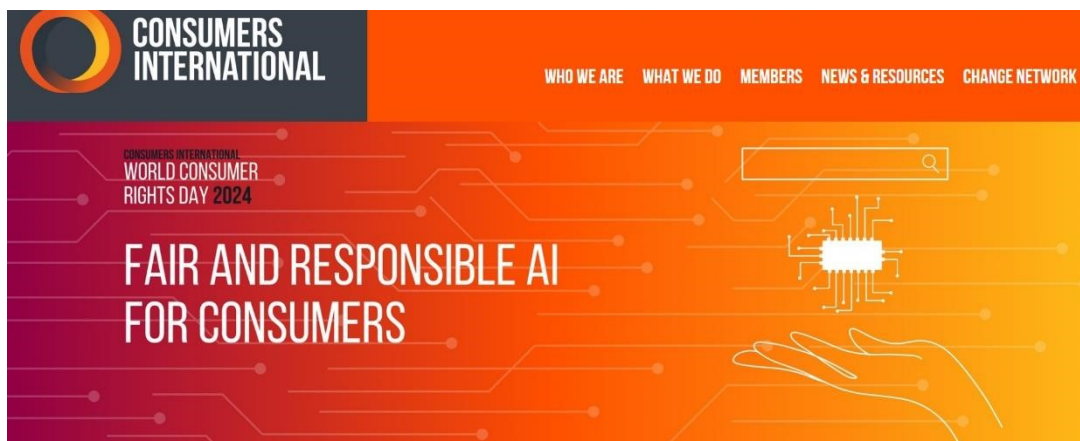 CONSUMERS
INTERNATIONAL
WHO WE ARE WHAT WE DO MEMBERS NEWS & RESOURCES CHANGE NETWORK
CONSUMERS INTERNATIONAL
WORLD CONSUMER
RIGHTS DAY 2024
FAIR AND RESPONSIBLE AI
FOR CONSUMERS